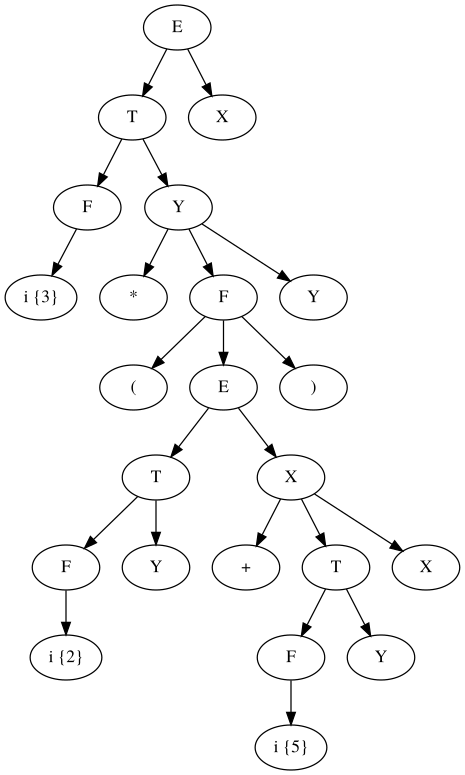 E
T X
F Y
i {3} * F Y
( E )
T X
F Y + T X
i {2} F Y
i {5}